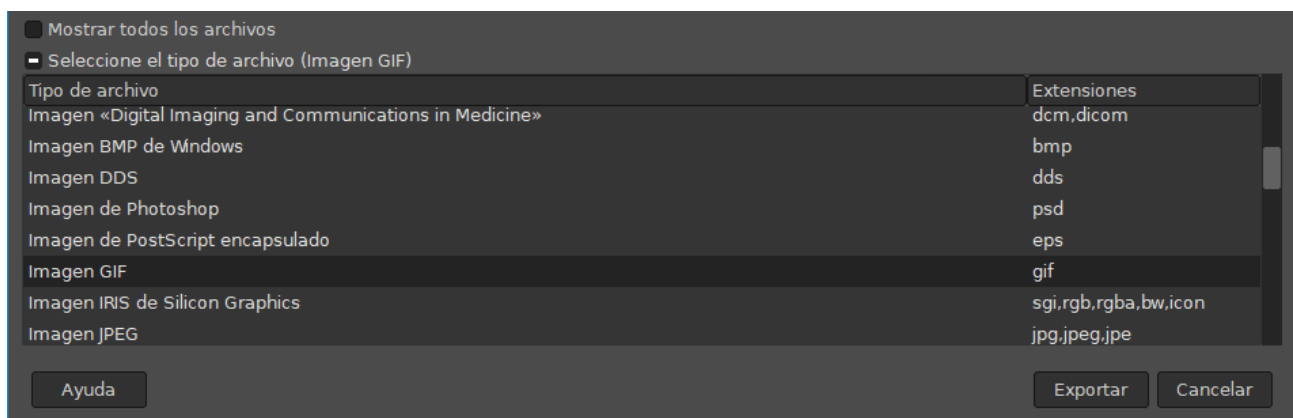 Mostrar todos los archivos
Seleccione el tipo de archivo (Imagen GIF)
Tipo de archivo Extensiones
Imagen «Digital Imaging and Communications in Medicine» dcm,dicom
Imagen BMP de Windows bmp
Imagen DDS dds
Imagen de Photoshop psd
Imagen de PostScript encapsulado eps
Imagen GIF gif
Imagen IRIS de Silicon Graphics sgi,rgb,rgba,bw,icon
Imagen JPEG jpg,jpeg,jpe
Ayuda Exportar Cancelar